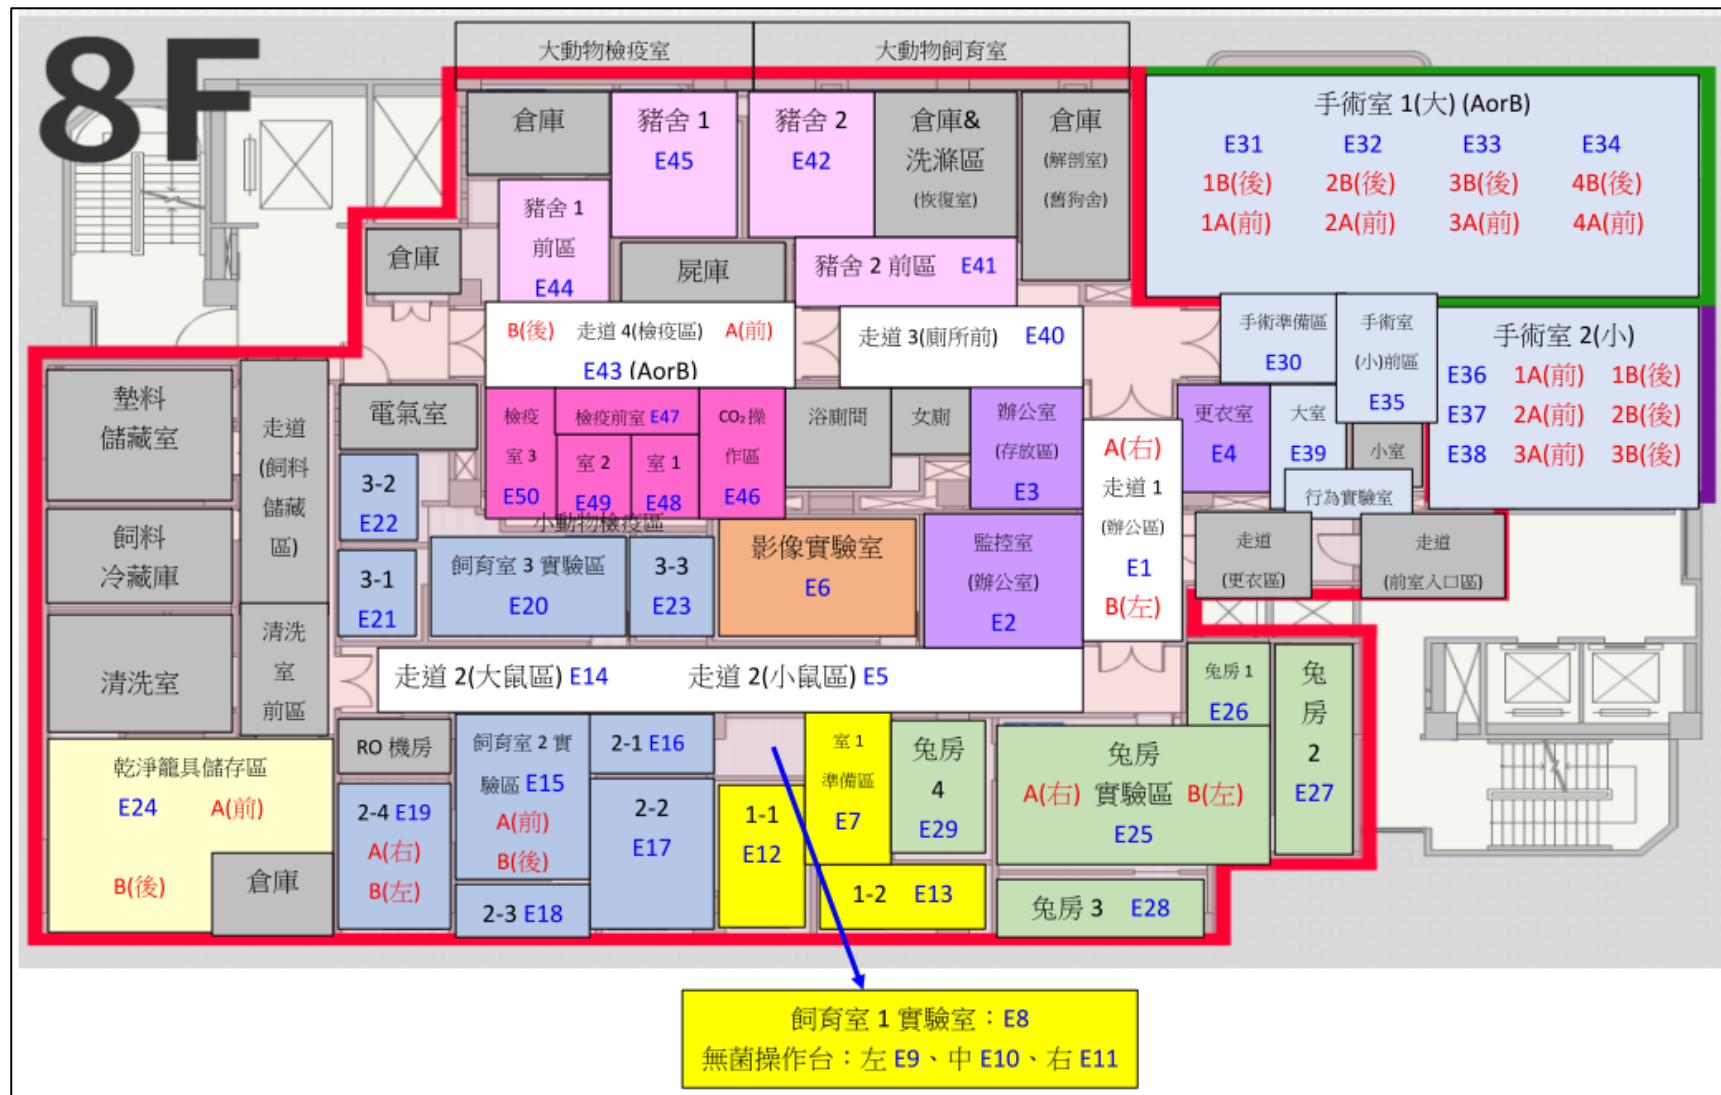 8F
大動物檢疫室
大動物飼育室
倉庫
豬舍 1
E45
豬舍 2
E42
倉庫&
洗滌區
(恢復室)
倉庫
(解剖室)
(舊狗舍)
手術室 1(大) (AorB)
E31 E32 E33 E34
1B(後) 2B(後) 3B(後) 4B(後)
1A(前) 2A(前) 3A(前) 4A(前)
豬舍 1
前區
E44
倉庫
屍庫
豬舍 2 前區 E41
B(後) 走道 4(檢疫區) A(前)
E43 (AorB)
走道 3(廁所前) E40
手術準備區
E30
手術室
(小)前區
E35
手術室 2(小)
E36 1A(前) 1B(後)
E37 2A(前) 2B(後)
E38 3A(前) 3B(後)
墊料
儲藏室
走道
(飼料
儲藏
區)
電氣室
檢疫
室 3
E50
檢疫前室 E47
室 2
E49
室 1
E48
CO₂操
作區
E46
浴廁間
女廁
辦公室
(存放區)
E3
A(右)
走道 1
(辦公區)
E1
B(左)
更衣室
E4
大室
E39
小室
行為實驗室
3-2
E22
小動物檢疫區
飼料
冷藏庫
3-1
E21
飼育室 3 實驗區
E20
3-3
E23
影像實驗室
E6
監控室
(辦公室)
E2
走道
(更衣區)
走道
(前室入口區)
清洗室
清洗
室
前區
走道 2(大鼠區) E14 走道 2(小鼠區) E5
兔房 1
E26
兔
房
2
E27
乾淨籠具儲存區
E24 A(前)
B(後)
倉庫
RO 機房
2-4 E19
A(右)
B(左)
飼育室 2 實
驗區 E15
A(前)
B(後)
2-3 E18
2-1 E16
2-2
E17
1-1
E12
室 1
準備區
E7
1-2 E13
兔房
4
E29
兔房
A(右) 實驗區 B(左)
E25
兔房 3 E28
飼育室 1 實驗室：E8
無菌操作台：左 E9、中 E10、右 E11